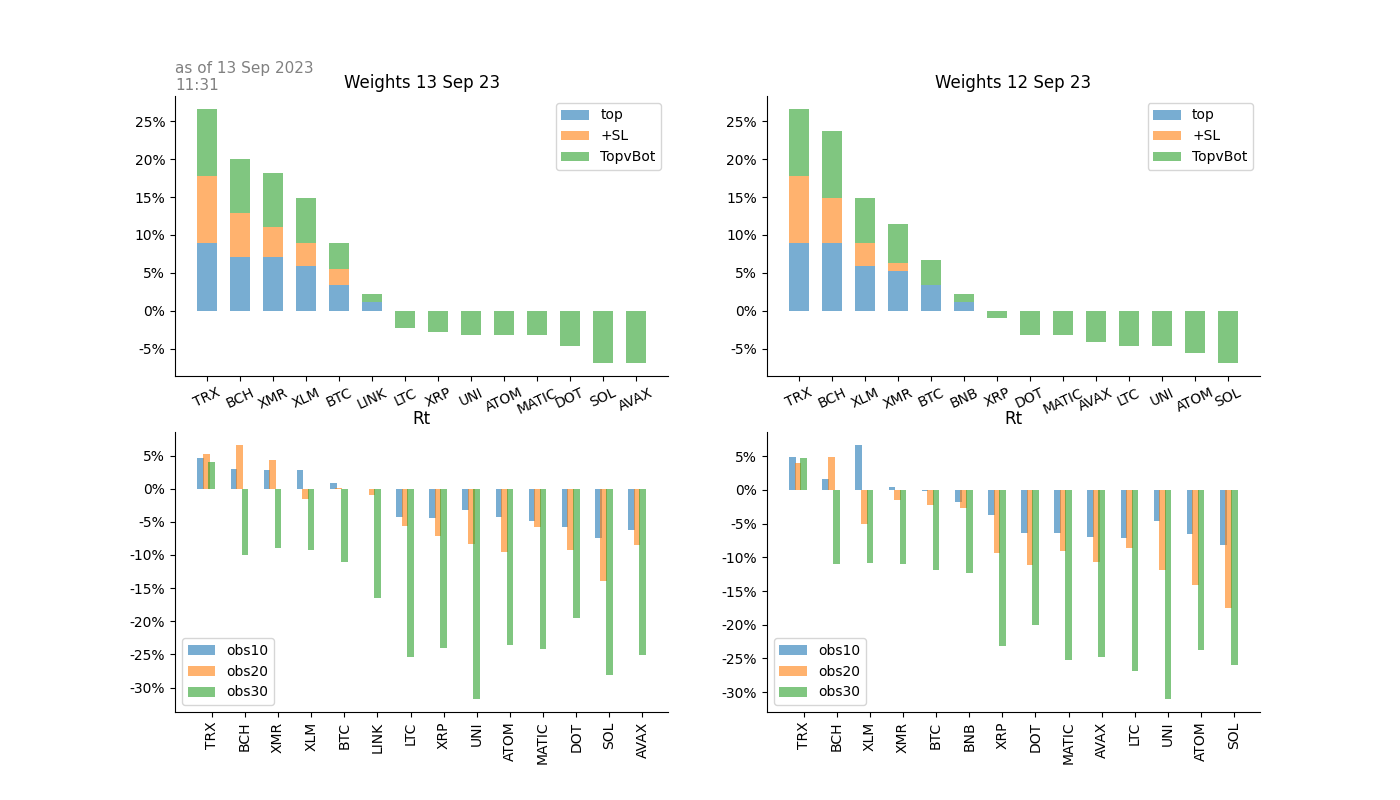 as of 13 Sep 2023
11:31
Weights 13 Sep 23
25%
20%
15%
10%
5%
0%
-5%
top
+SL
TopvBot
TRX BCH XMR XLM BTC LINK LTC XRP UNI ATOM MATIC DOT SOL AVAX
Weights 12 Sep 23
25%
20%
15%
10%
5%
0%
-5%
top
+SL
TopvBot
TRX BCH XLM XMR BTC BNB XRP DOT MATIC AVAX LTC UNI ATOM SOL
Rt
5%
0%
-5%
-10%
-15%
-20%
-25%
-30%
obs10
obs20
obs30
TRX BCH XMR XLM BTC LINK LTC XRP UNI ATOM MATIC DOT SOL AVAX
Rt
5%
0%
-5%
-10%
-15%
-20%
-25%
-30%
obs10
obs20
obs30
TRX BCH XLM XMR BTC BNB XRP DOT MATIC AVAX LTC UNI ATOM SOL